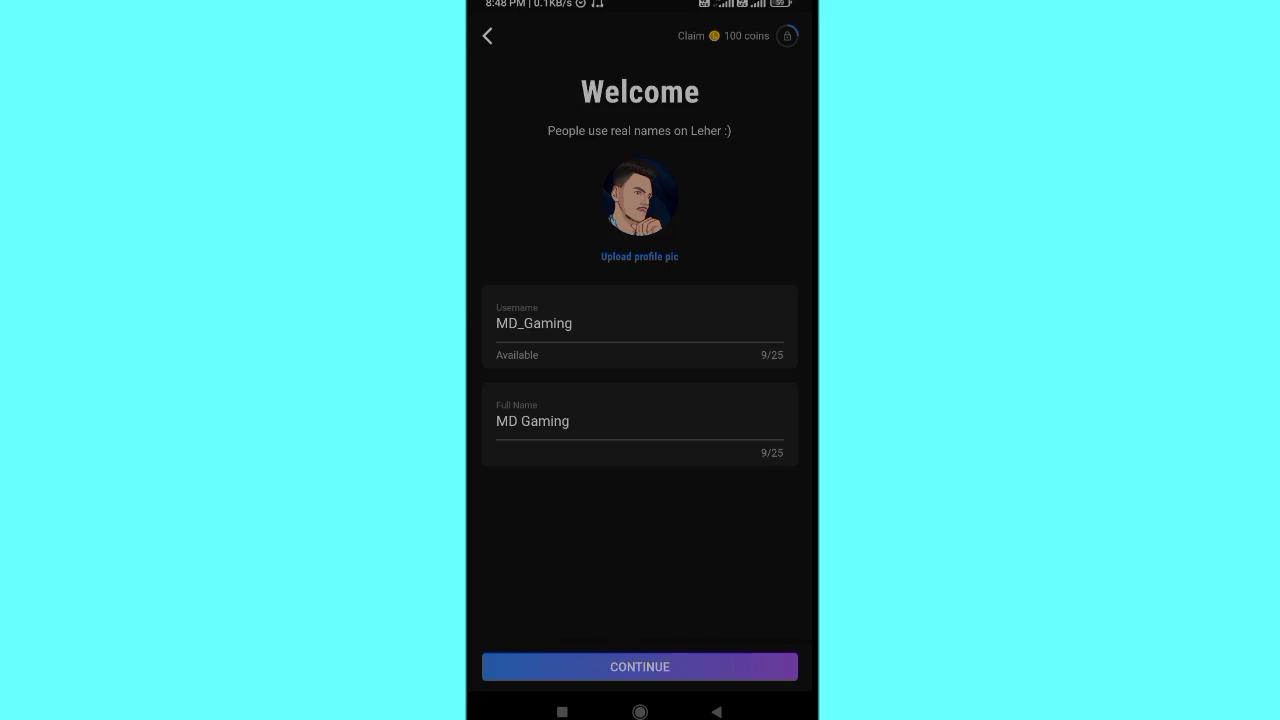 8:48 PM | 0.1KB/s
Claim 100 coins
Welcome
People use real names on Leher :)
Upload profile pic
Username
MD_Gaming
Available 9/25
Full Name
MD Gaming
9/25
CONTINUE